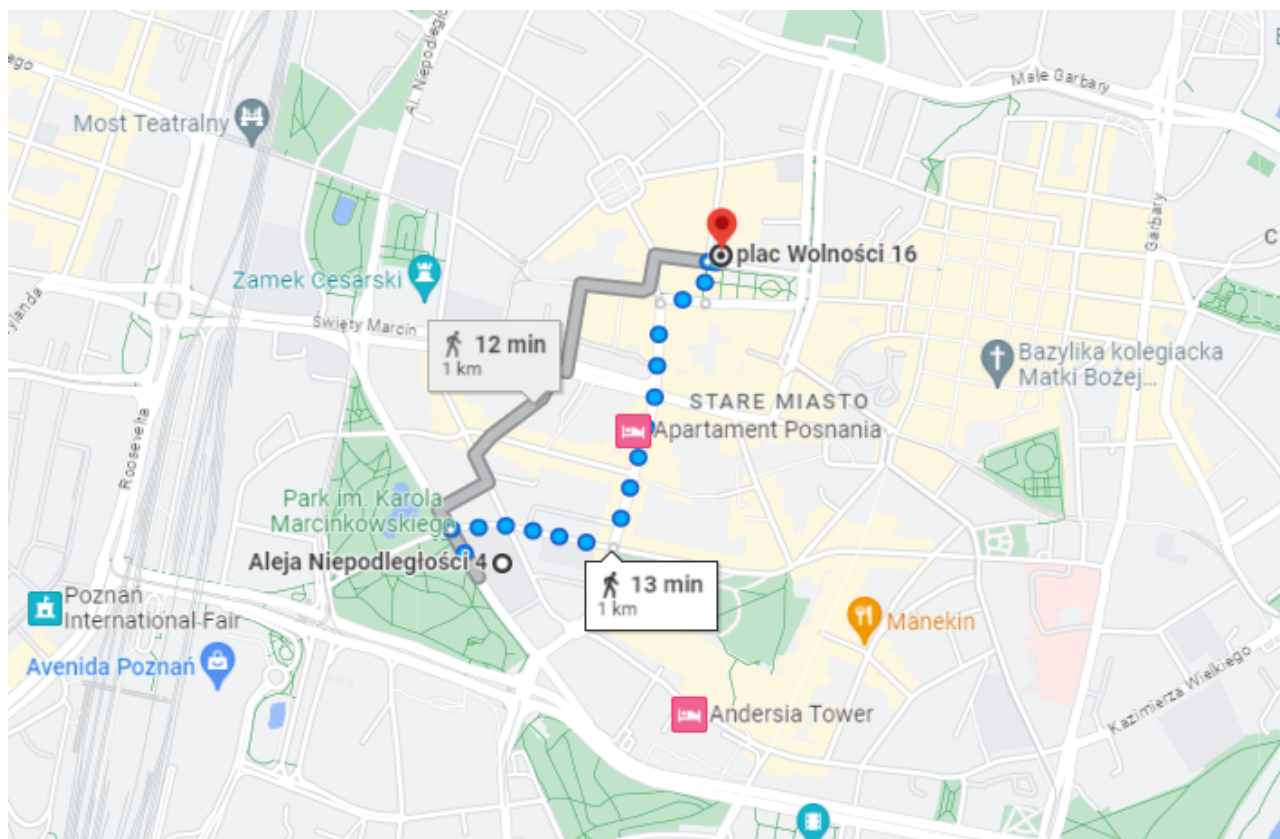 Małe Garbary
Al. Niepodległoś
Most Teatralny
Garbary
plac Wolności 16
Zamek Cesarski
Święty Marcin
12 min
1 km
Bazylika kolegiacka
Matki Bożej...
STARE MIASTO
Apartament Posnania
Roosevelta
Park im. Karola
Marcinkowskiego
Aleja Niepodległości 4
13 min
1 km
Poznań
International Fair
Manekin
Avenida Poznań
Kazimierza Wielkiego
Andersia Tower